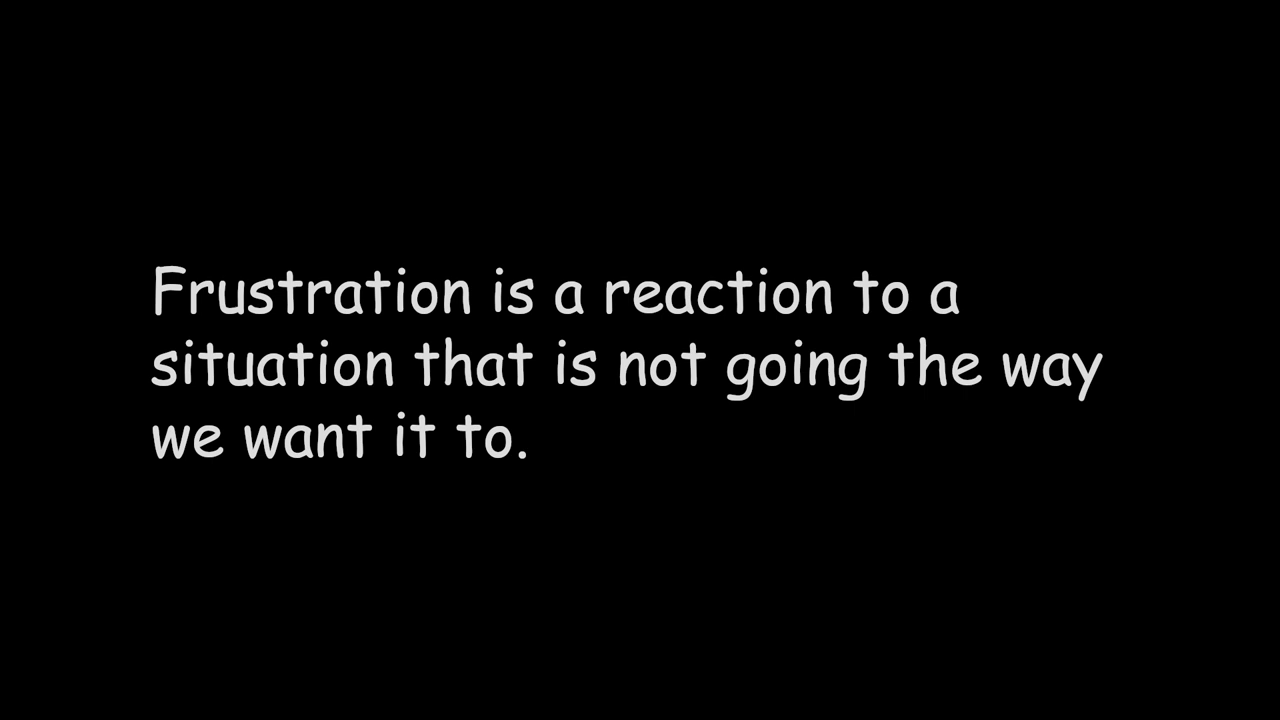 Frustration is a reaction to a
situation that is not going the way
we want it to.